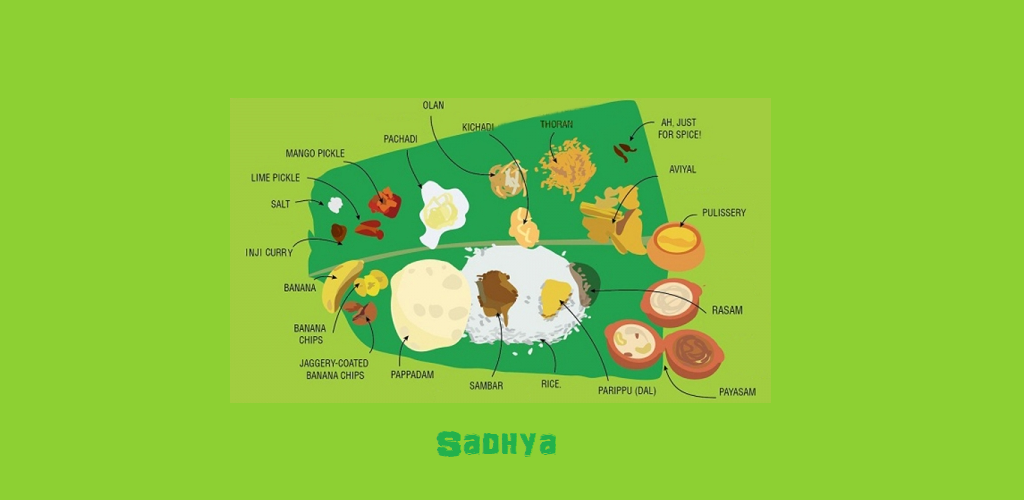 OLAN
KICHADI
THORAN
AH, JUST
FOR SPICE!
PACHADI
MANGO PICKLE
AVIYAL
LIME PICKLE
SALT
PULISSERY
INJI CURRY
BANANA
RASAM
BANANA
CHIPS
JAGGERY-COATED
BANANA CHIPS
PAPPADAM
SAMBAR
RICE.
PARIPPU (DAL)
PAYASAM
Sadhya